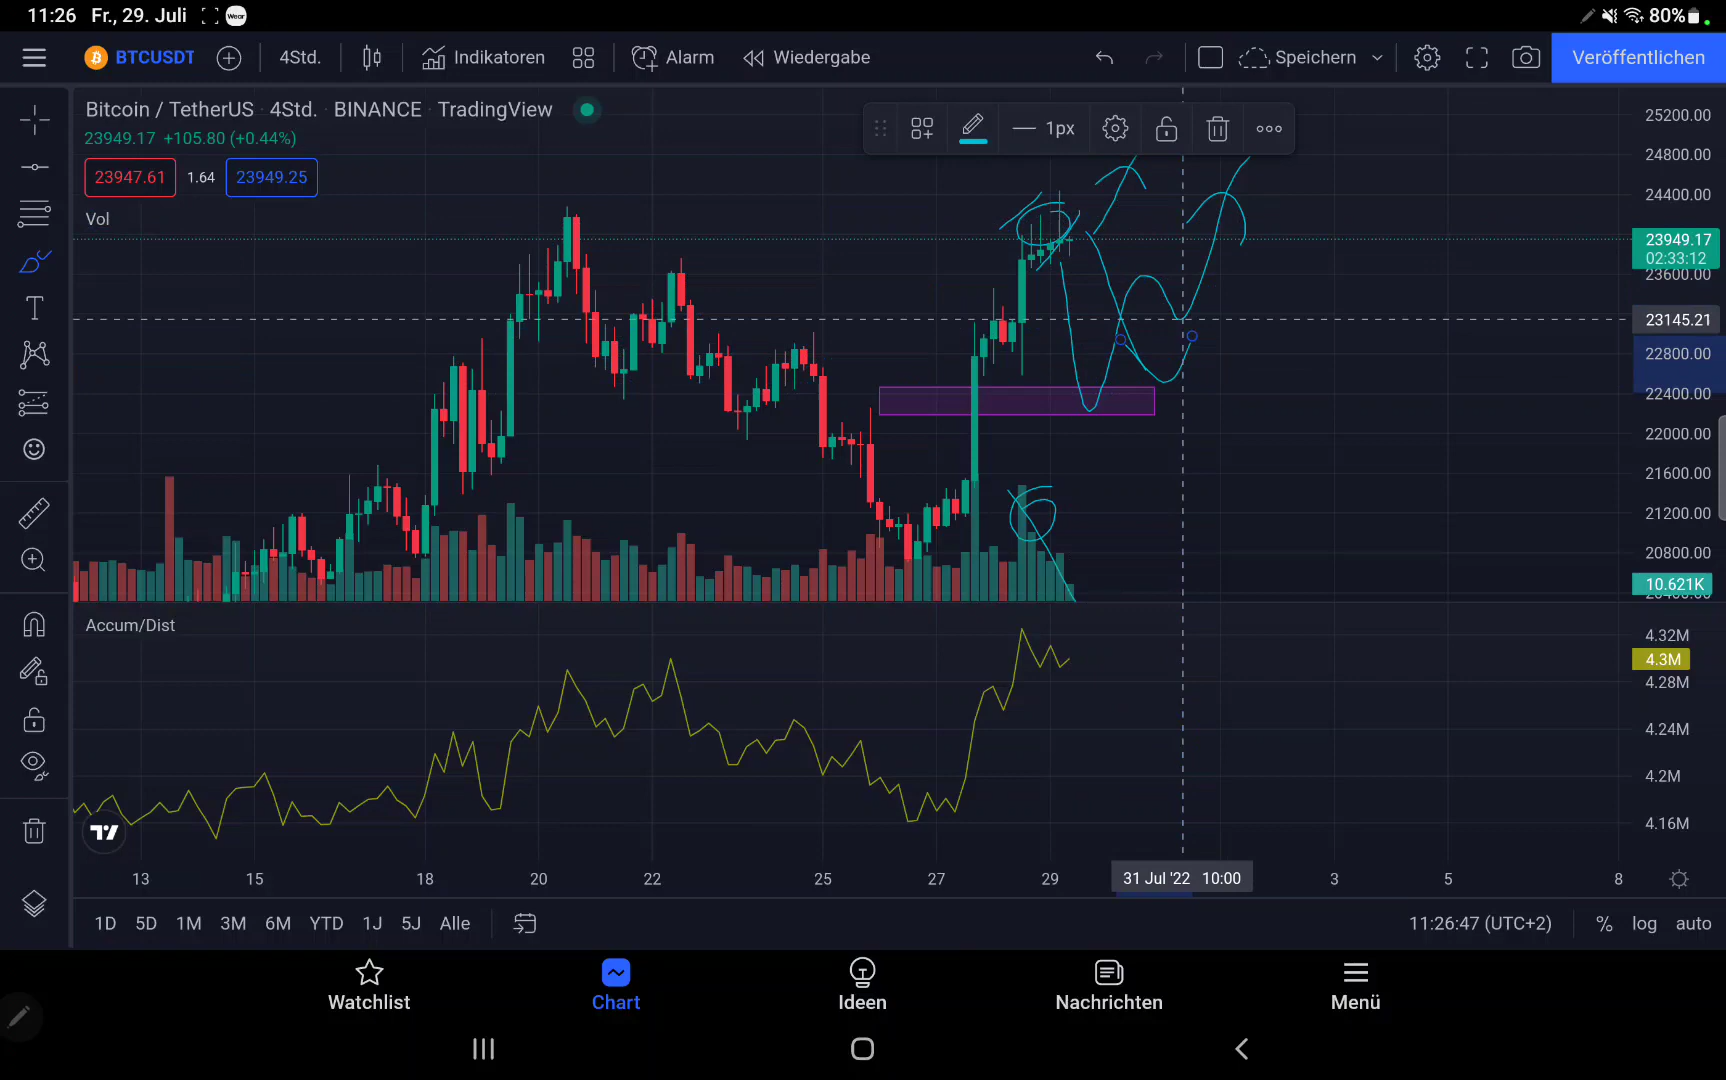 11:26 Fr., 29. Juli Wear 80%
BTCUSDT 4Std. Indikatoren Alarm Wiedergabe Speichern Veröffentlichen
Bitcoin / TetherUS · 4Std. · BINANCE · TradingView
23949.17 +105.80 (+0.44%)
23947.61 1.64 23949.25
Vol
1px
25200.00
24800.00
24400.00
23949.17
02:33:12
23600.00
23145.21
22800.00
22400.00
22000.00
21600.00
21200.00
20800.00
10.621K
20400.00
Accum/Dist
4.32M
4.3M
4.28M
4.24M
4.2M
4.16M
13 15 18 20 22 25 27 29 31 Jul '22 10:00 3 5 8
1D 5D 1M 3M 6M YTD 1J 5J Alle 11:26:47 (UTC+2) % log auto
Watchlist Chart Ideen Nachrichten Menü